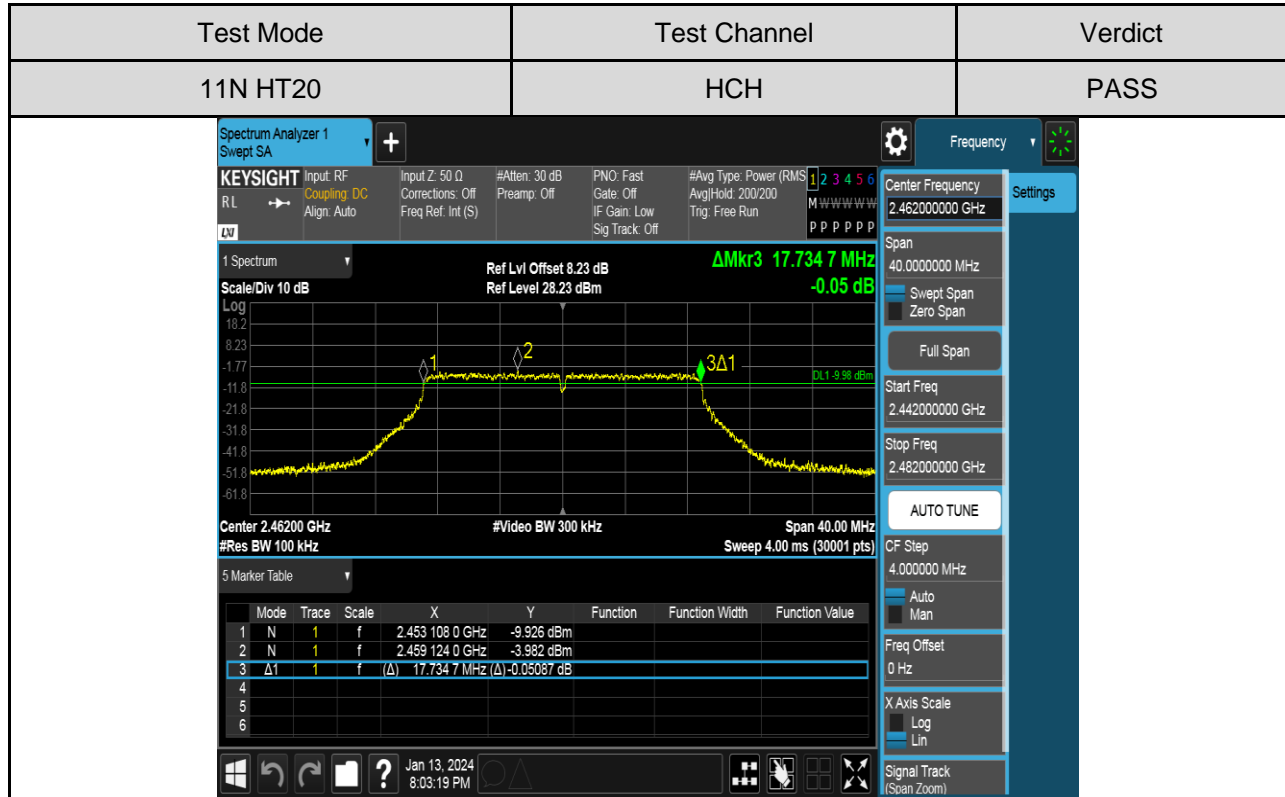 Test Mode Test Channel Verdict
11N HT20 HCH PASS
Spectrum Analyzer 1
Swept SA
+
Frequency
KEYSIGHT
RL
LXI
Input: RF
Coupling: DC
Align: Auto
Input Z: 50 Ω
Corrections: Off
Freq Ref: Int (S)
#Atten: 30 dB
Preamp: Off
PNO: Fast
Gate: Off
IF Gain: Low
Sig Track: Off
#Avg Type: Power (RMS
Avg|Hold: 200/200
Trig: Free Run
1 2 3 4 5 6
M W W W W W
P P P P P P
1 Spectrum
Scale/Div 10 dB
Ref Lvl Offset 8.23 dB
Ref Level 28.23 dBm
ΔMkr3 17.734 7 MHz
-0.05 dB
Log
18.2
8.23
-1.77
-11.8
-21.8
-31.8
-41.8
-51.8
-61.8
1
2
3Δ1
DL1 -9.98 dBm
Center 2.46200 GHz #Video BW 300 kHz Span 40.00 MHz
#Res BW 100 kHz Sweep 4.00 ms (30001 pts)
5 Marker Table
Mode Trace Scale X Y Function Function Width Function Value
1 N 1 f 2.453 108 0 GHz -9.926 dBm
2 N 1 f 2.459 124 0 GHz -3.982 dBm
3 Δ1 1 f (Δ) 17.734 7 MHz (Δ) -0.05087 dB
4
5
6
?
Jan 13, 2024
8:03:19 PM
Center Frequency
2.462000000 GHz
Settings
Span
40.0000000 MHz
Swept Span
Zero Span
Full Span
Start Freq
2.442000000 GHz
Stop Freq
2.482000000 GHz
AUTO TUNE
CF Step
4.000000 MHz
Auto
Man
Freq Offset
0 Hz
X Axis Scale
Log
Lin
Signal Track
(Span Zoom)